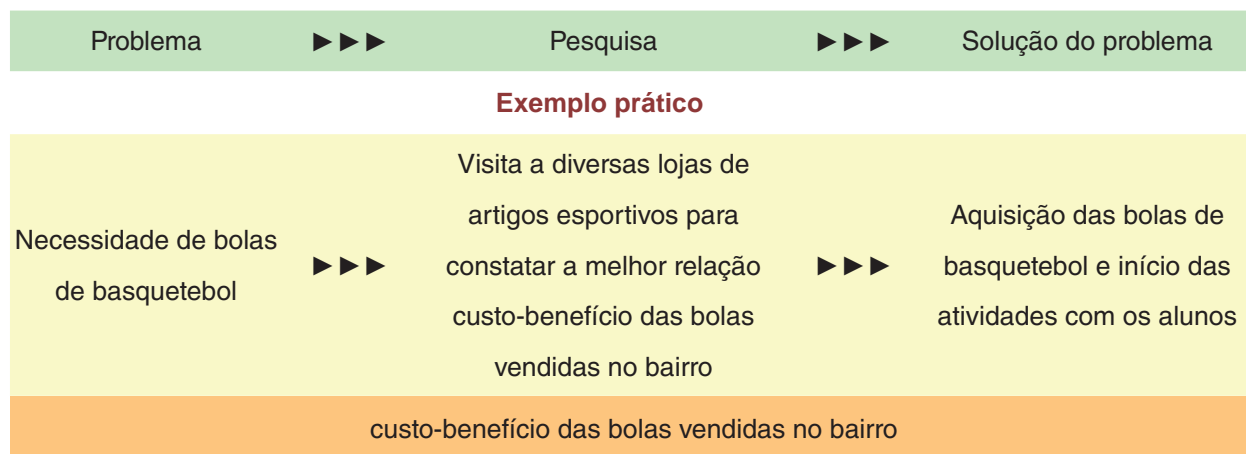 Problema ►►► Pesquisa ►►► Solução do problema
Exemplo prático
Necessidade de bolas
de basquetebol
►►►
Visita a diversas lojas de
artigos esportivos para
constatar a melhor relação
custo-benefício das bolas
vendidas no bairro
►►►
Aquisição das bolas de
basquetebol e início das
atividades com os alunos
custo-benefício das bolas vendidas no bairro